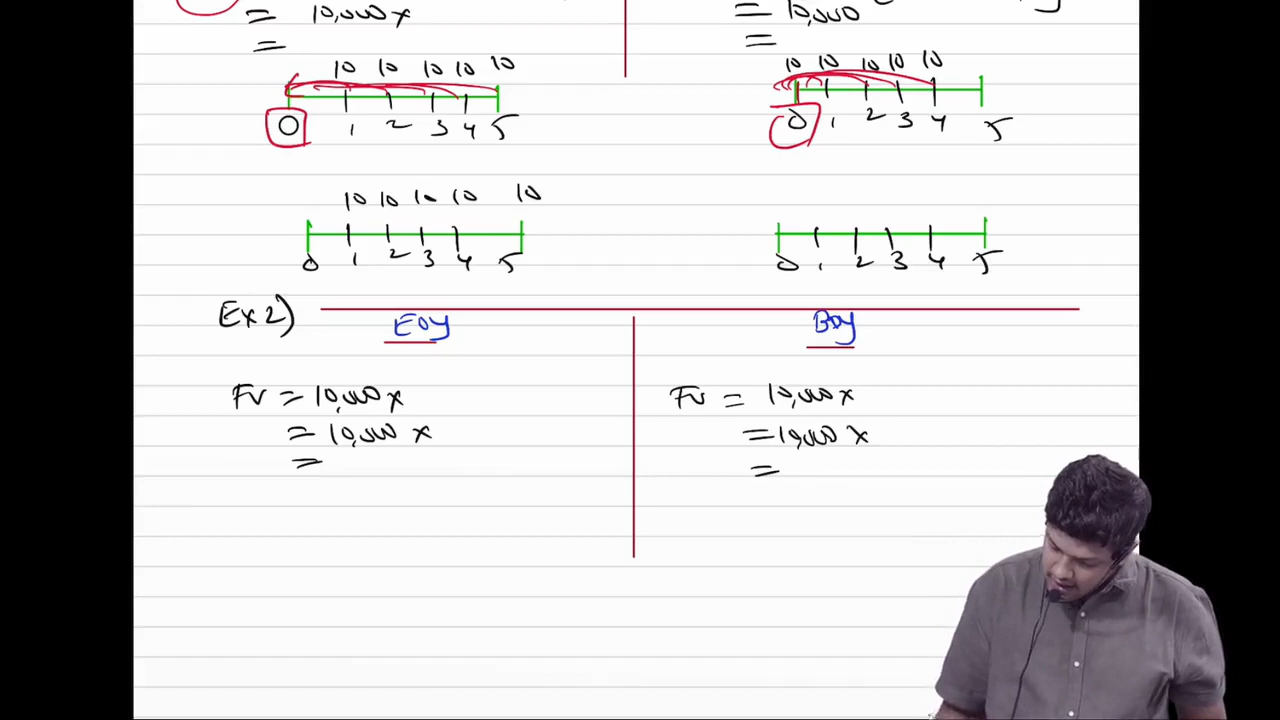 = 10,000 x
= 10,000
=
=
10 10 10 10 10
0 1 2 3 4 5
10 10 10 10 10
0 1 2 3 4 5
10 10 10 10 10
0 1 2 3 4 5
0 1 2 3 4 5
Ex 2)
EOY
BOY
FV = 10,000 x
= 10,000 x
=
FV = 10,000 x
= 10,000 x
=